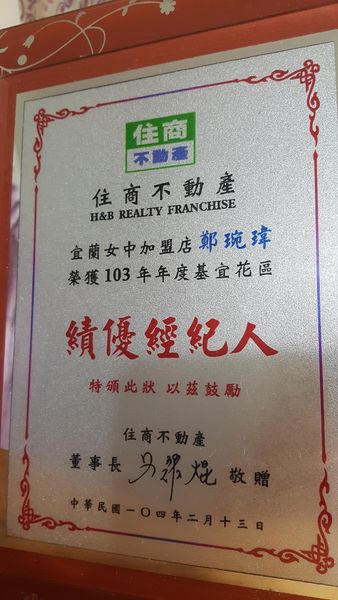 住商
不動產
住商不動產
H&B REALTY FRANCHISE
宜蘭女中加盟店鄭琬瑋
榮獲103年年度基宜花區
績優經紀人
特頒此狀 以茲鼓勵
住商不動產
董事長 敬贈
中華民國一〇四年二月十三日